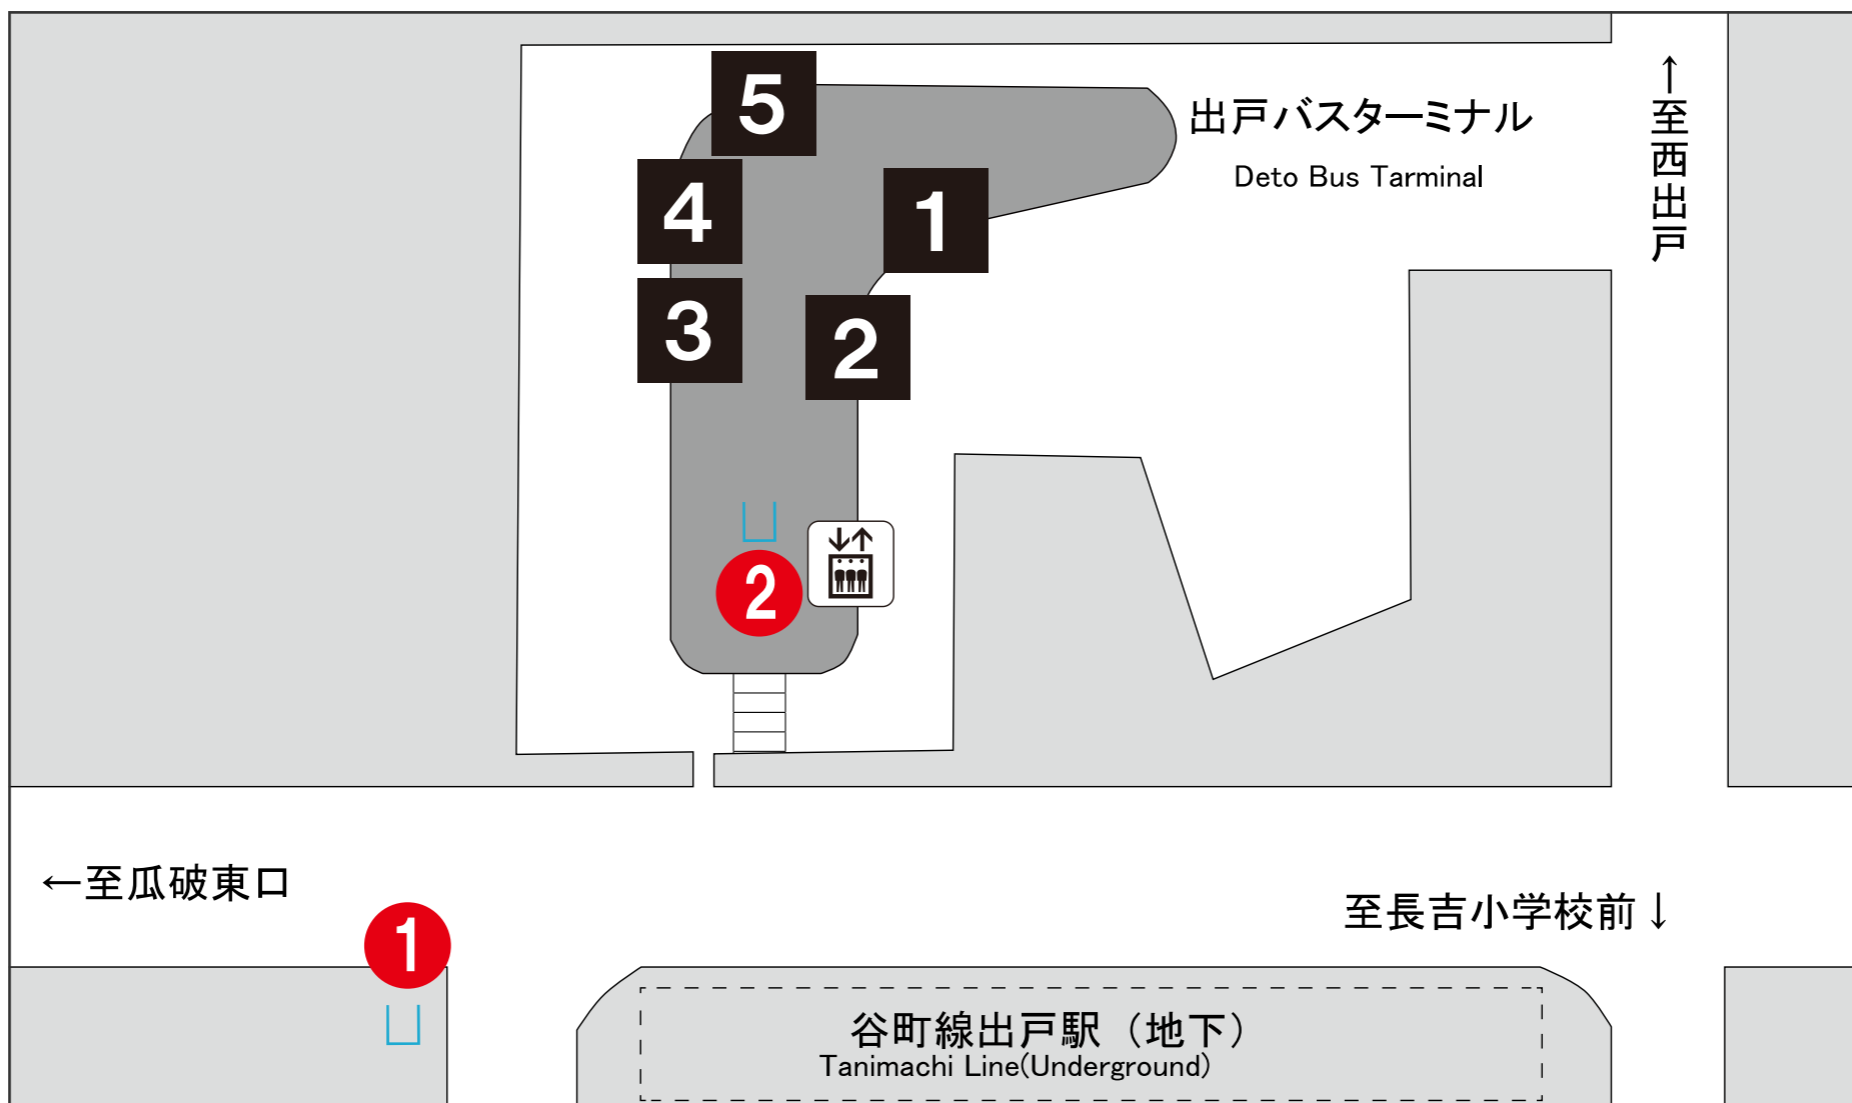 5
出戸バスターミナル
Deto Bus Tarminal
↑至西出戸
4
1
3
2
2
←至瓜破東口
1
至長吉小学校前↓
谷町線出戸駅（地下）
Tanimachi Line(Underground)